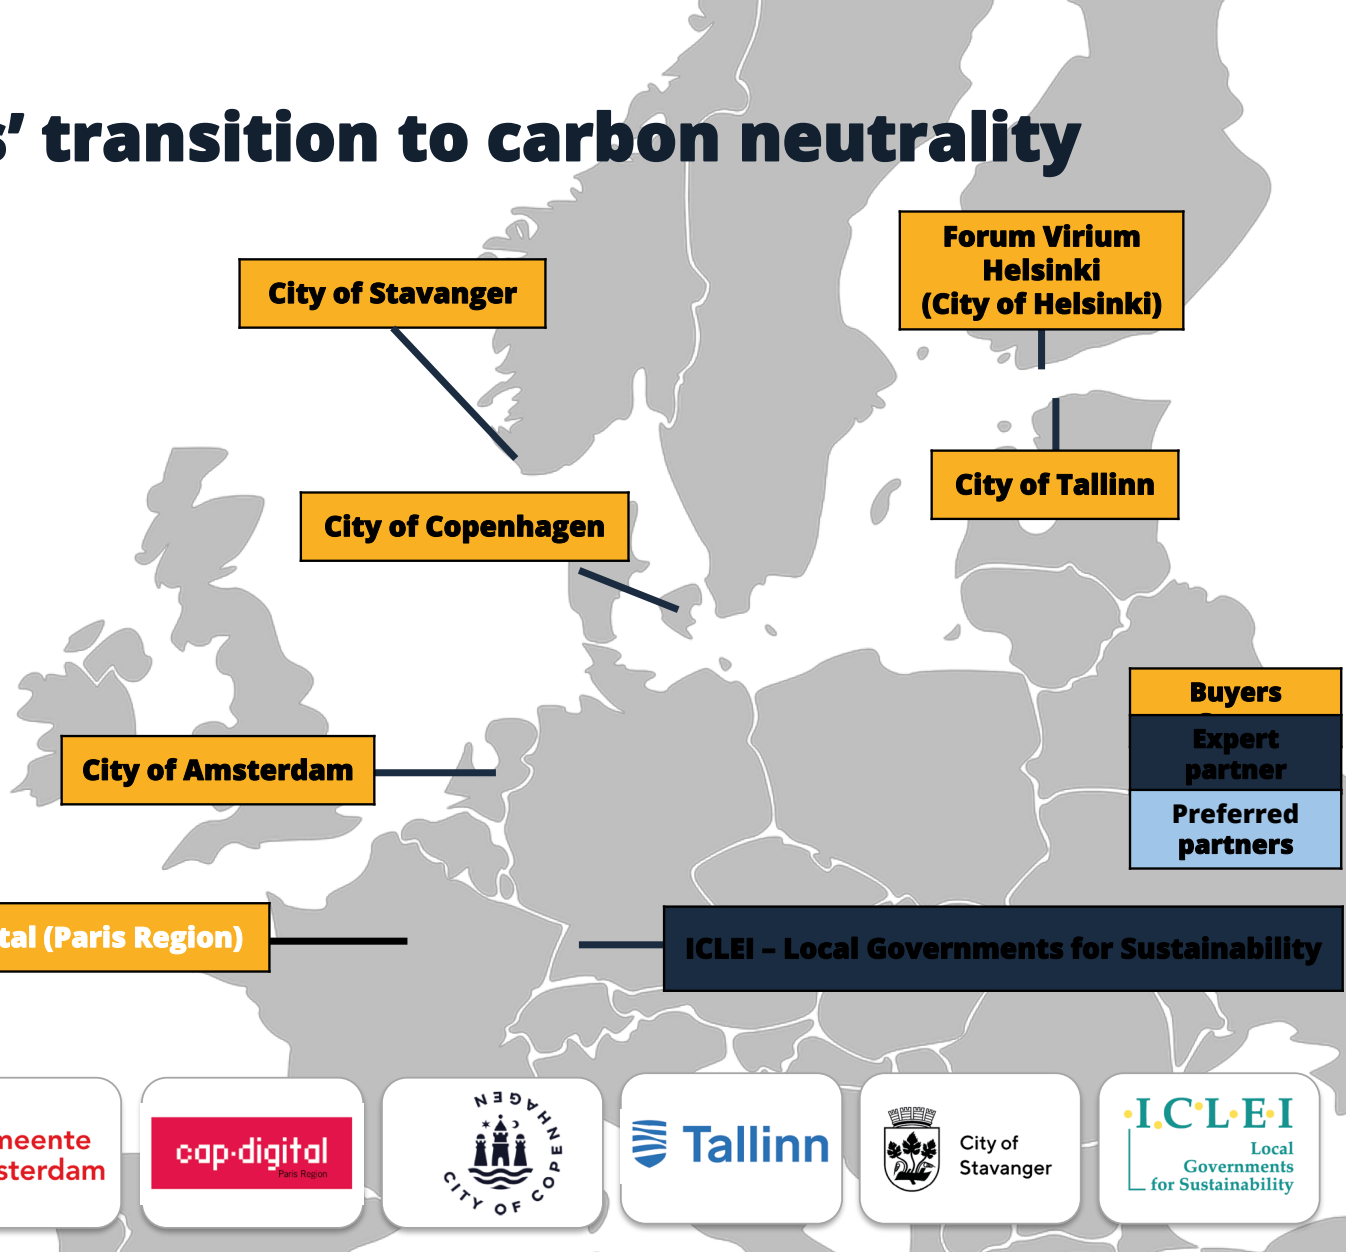 s’ transition to carbon neutrality
Forum Virium
Helsinki
(City of Helsinki)
City of Stavanger
City of Tallinn
City of Copenhagen
Buyers
Expert
partner
City of Amsterdam
Preferred
partners
tal (Paris Region)
ICLEI – Local Governments for Sustainability
meente
sterdam
cap·digital
Paris Region
CITY OF COPENHAGEN
Tallinn
City of
Stavanger
·I.C·L·E·I
Local
Governments
for Sustainability